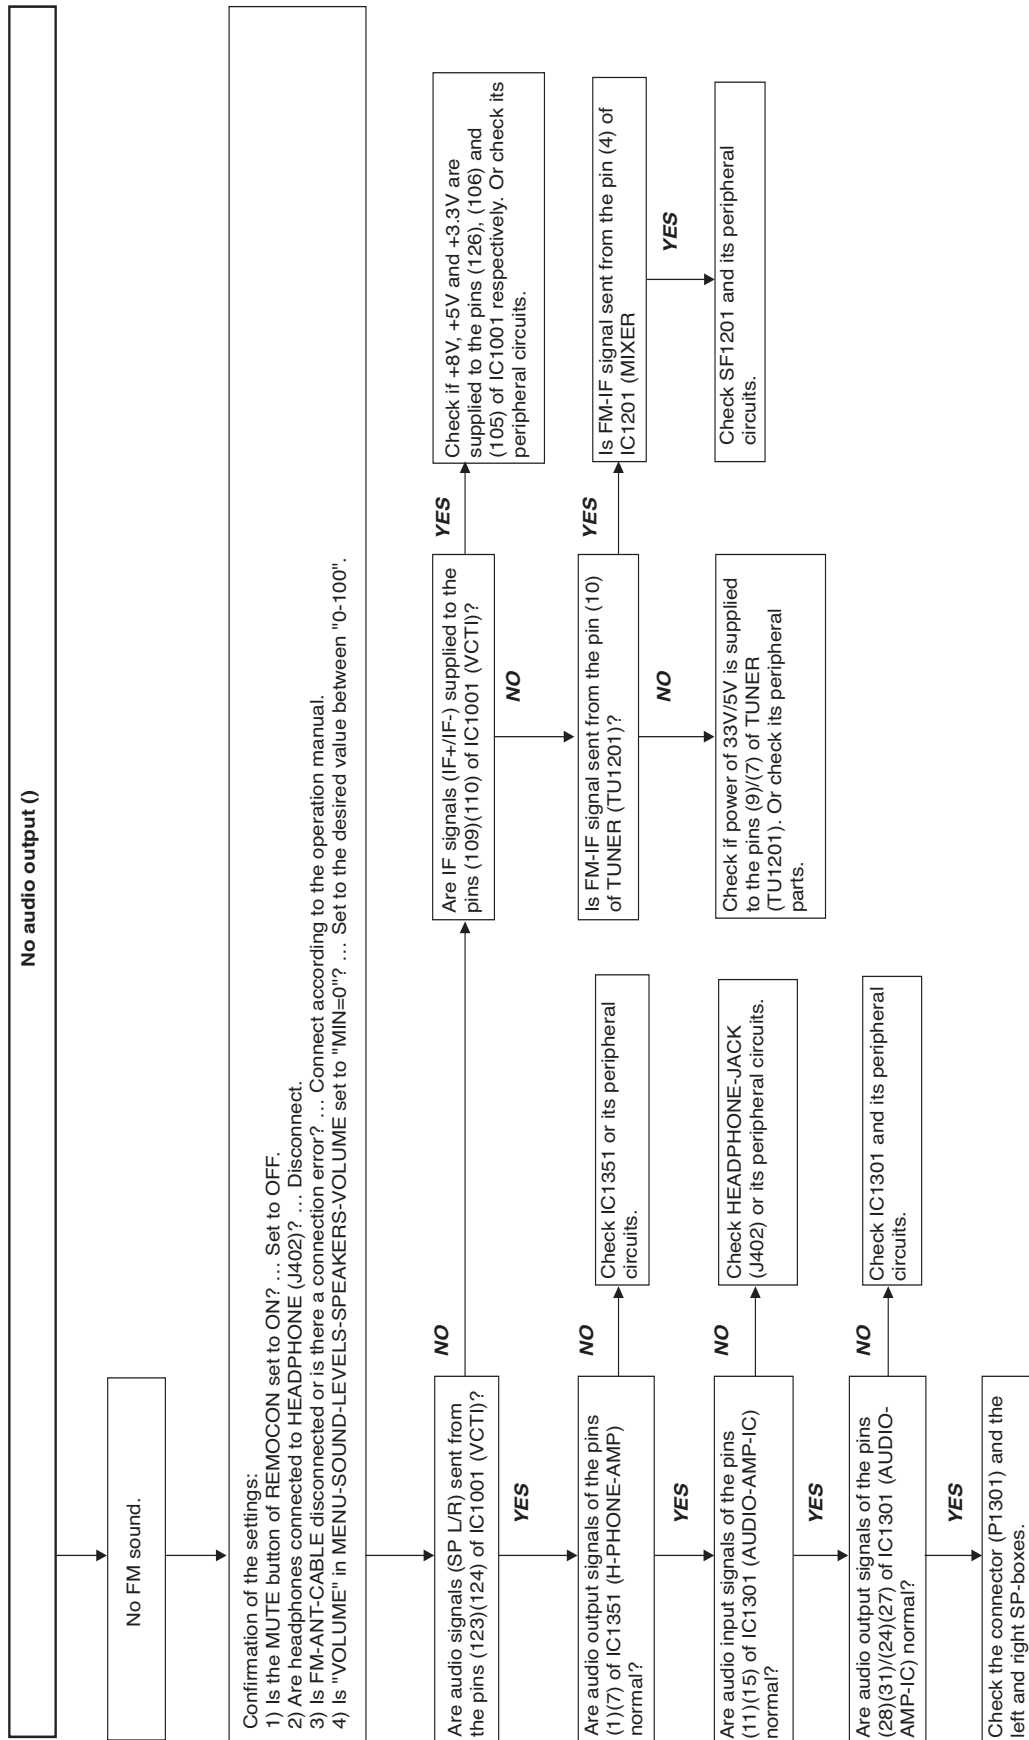 No audio output ()
No FM sound.
Confirmation of the settings:
1) Is the MUTE button of REMOCON set to ON? … Set to OFF.
2) Are headphones connected to HEADPHONE (J402)? … Disconnect.
3) Is FM-ANT-CABLE disconnected or is there a connection error? … Connect according to the operation manual.
4) Is "VOLUME" in MENU-SOUND-LEVELS-SPEAKERS-VOLUME set to "MIN=0"? … Set to the desired value between "0-100".
Are audio signals (SP L/R) sent from
the pins (123)(124) of IC1001 (VCTI)?
NO
Are IF signals (IF+/IF-) supplied to the
pins (109)(110) of IC1001 (VCTI)?
YES
Check if +8V, +5V and +3.3V are
supplied to the pins (126), (106) and
(105) of IC1001 respectively. Or check its
peripheral circuits.
YES
NO
Are audio output signals of the pins
(1)(7) of IC1351 (H-PHONE-AMP)
normal?
NO
Check IC1351 or its peripheral
circuits.
Is FM-IF signal sent from the pin (10)
of TUNER (TU1201)?
YES
Is FM-IF signal sent from the pin (4) of
IC1201 (MIXER
YES
NO
YES
Are audio input signals of the pins
(11)(15) of IC1301 (AUDIO-AMP-IC)
normal?
NO
Check HEADPHONE-JACK
(J402) or its peripheral circuits.
Check if power of 33V/5V is supplied
to the pins (9)/(7) of TUNER
(TU1201). Or check its peripheral
parts.
Check SF1201 and its peripheral
circuits.
YES
Are audio output signals of the pins
(28)(31)/(24)(27) of IC1301 (AUDIO-
AMP-IC) normal?
NO
Check IC1301 and its peripheral
circuits.
YES
Check the connector (P1301) and the
left and right SP-boxes.